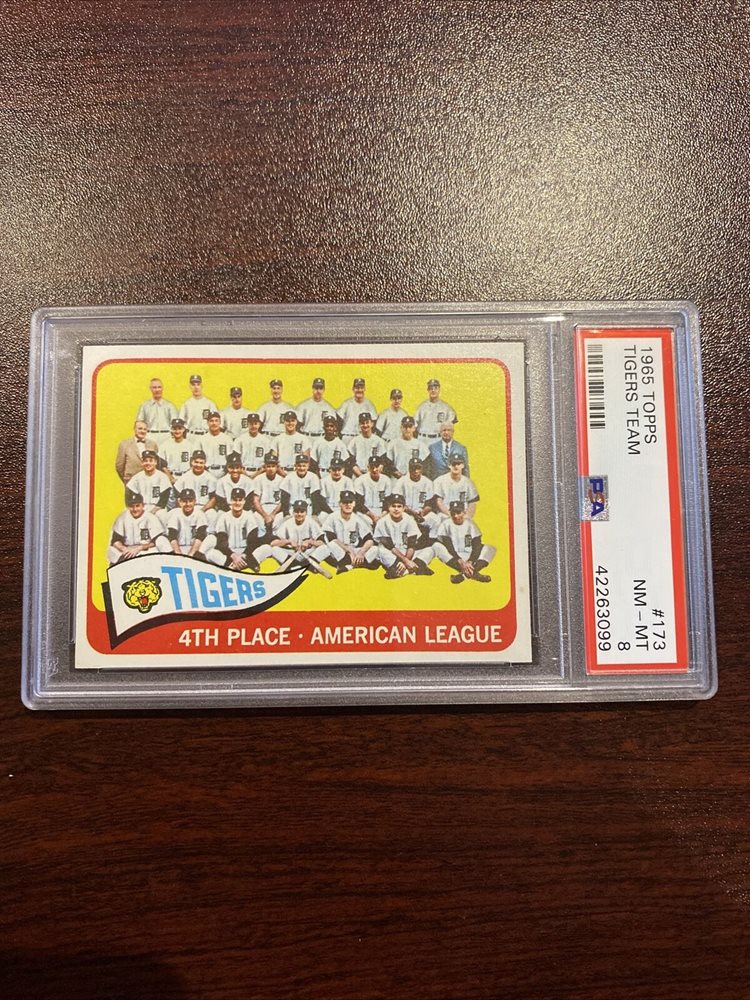 TIGERS
4TH PLACE · AMERICAN LEAGUE
1965 TOPPS
TIGERS TEAM
PSA
#173
NM - MT
8
42263099